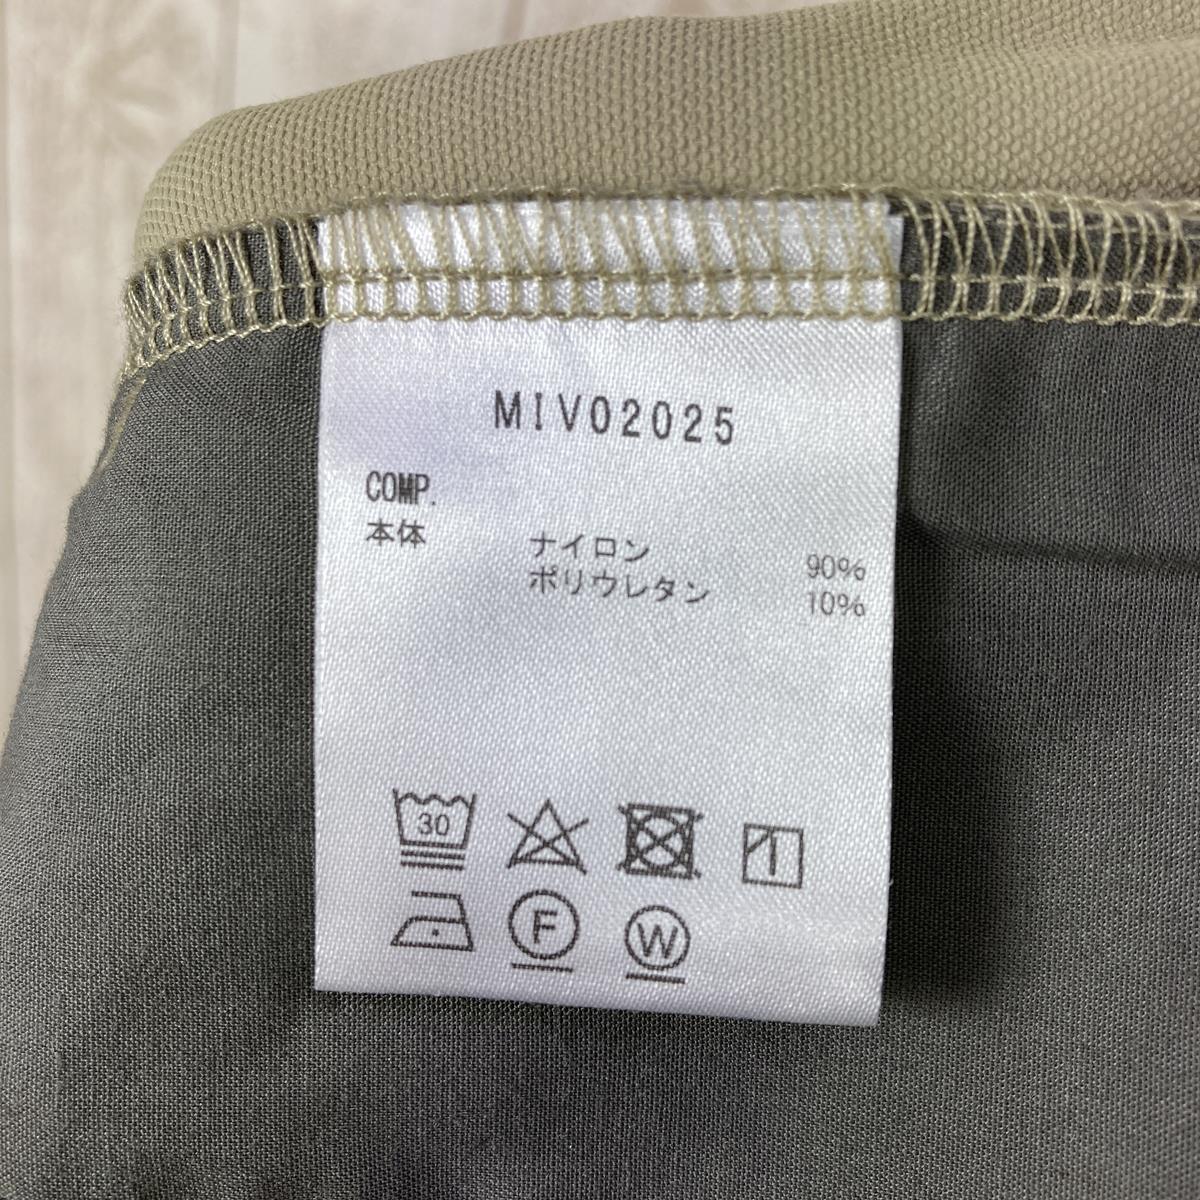 MIV02025
COMP.
本体
ナイロン 90%
ポリウレタン 10%
30
F
W